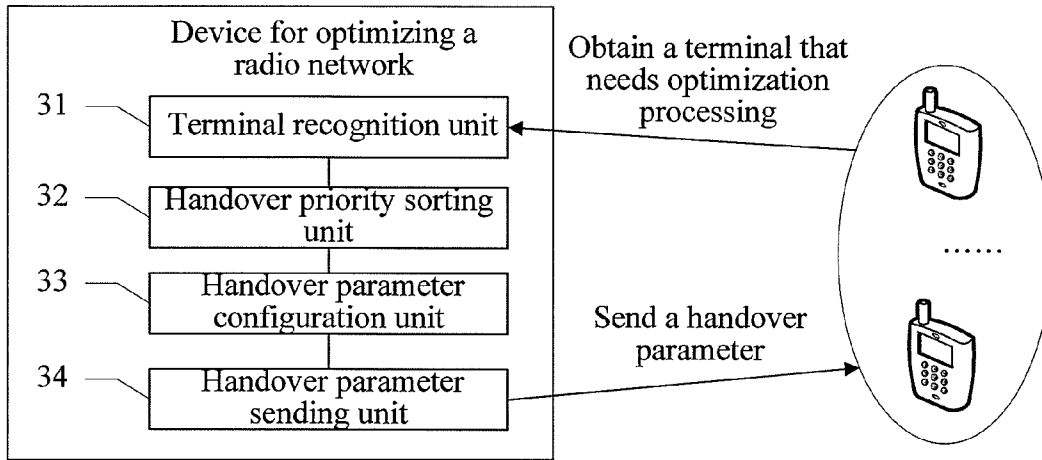 Device for optimizing a
radio network
31
Terminal recognition unit
32
Handover priority sorting
unit
33
Handover parameter
configuration unit
34
Handover parameter
sending unit
Obtain a terminal that
needs optimization
processing
......
Send a handover
parameter